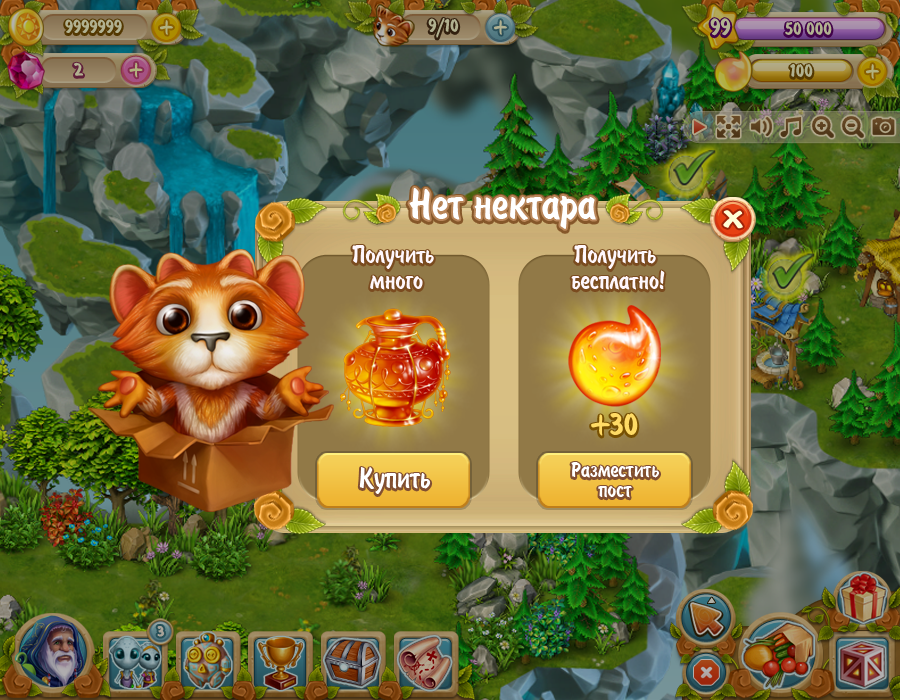 9999999
9/10
99
50 000
2
100
Нет нектара
Получить
много
Получить
бесплатно!
+30
Купить
Разместить
пост
3